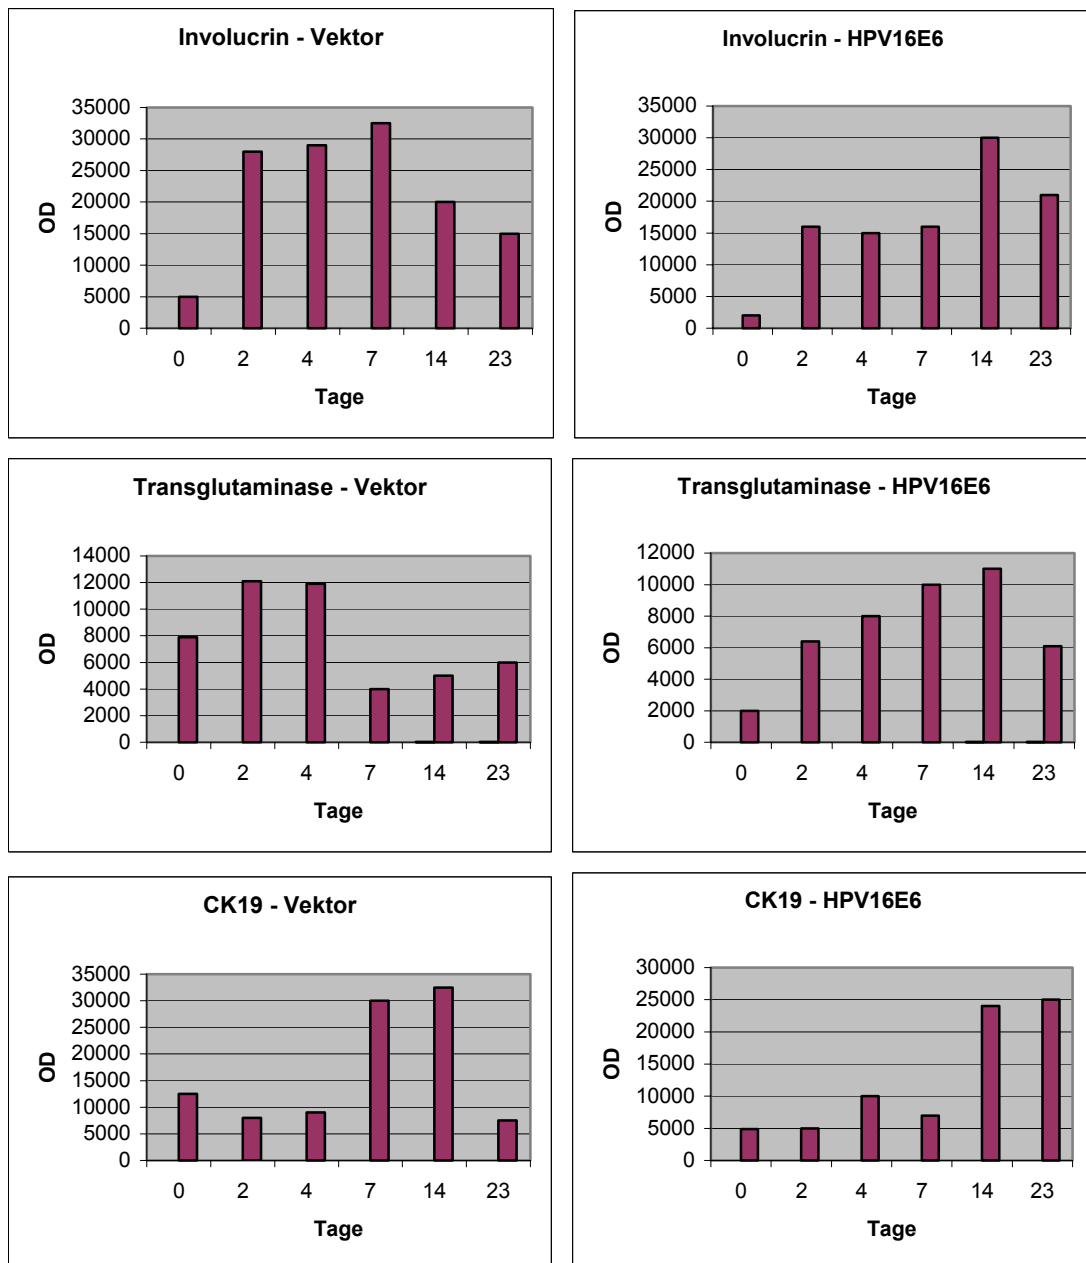 Involucrin - Vektor
35000
30000
25000
20000
15000
10000
5000
0
OD
0 2 4 7 14 23
Tage
Involucrin - HPV16E6
35000
30000
25000
20000
15000
10000
5000
0
OD
0 2 4 7 14 23
Tage
Transglutaminase - Vektor
14000
12000
10000
8000
6000
4000
2000
0
OD
0 2 4 7 14 23
Tage
Transglutaminase - HPV16E6
12000
10000
8000
6000
4000
2000
0
OD
0 2 4 7 14 23
Tage
CK19 - Vektor
35000
30000
25000
20000
15000
10000
5000
0
OD
0 2 4 7 14 23
Tage
CK19 - HPV16E6
30000
25000
20000
15000
10000
5000
0
OD
0 2 4 7 14 23
Tage